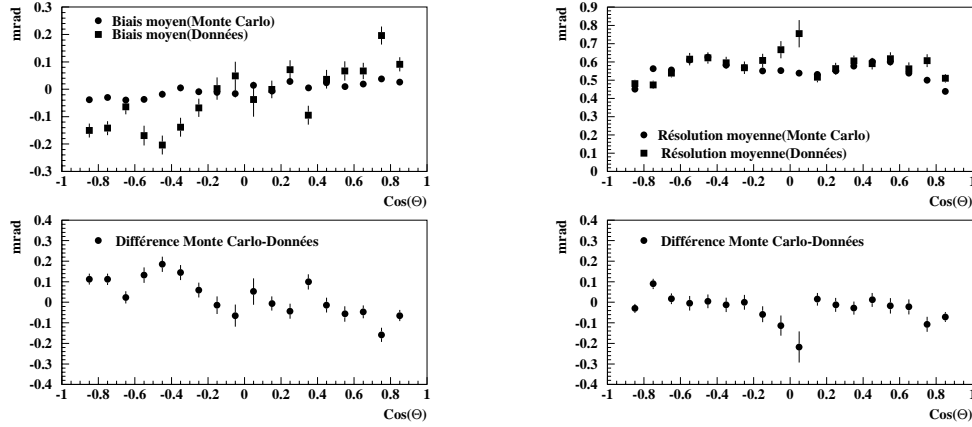 mrad
0.3
0.2
0.1
0
-0.1
-0.2
0.3
Biais moyen(Monte Carlo)
Biais moyen(Données)
-1 -0.8 -0.6 -0.4 -0.2 0 0.2 0.4 0.6 0.8 1
Cos(Θ)
mrad
0.9
0.8
0.7
0.6
0.5
0.4
0.3
0.2
0.1
0
Résolution moyenne(Monte Carlo)
Résolution moyenne(Données)
-1 -0.8 -0.6 -0.4 -0.2 0 0.2 0.4 0.6 0.8 1
Cos(Θ)
mrad
0.4
0.3
0.2
0.1
0
-0.1
-0.2
-0.3
0.4
Différence Monte Carlo-Données
-1 -0.8 -0.6 -0.4 -0.2 0 0.2 0.4 0.6 0.8 1
Cos(Θ)
mrad
0.4
0.3
0.2
0.1
0
-0.1
-0.2
-0.3
0.4
Différence Monte Carlo-Données
-1 -0.8 -0.6 -0.4 -0.2 0 0.2 0.4 0.6 0.8 1
Cos(Θ)